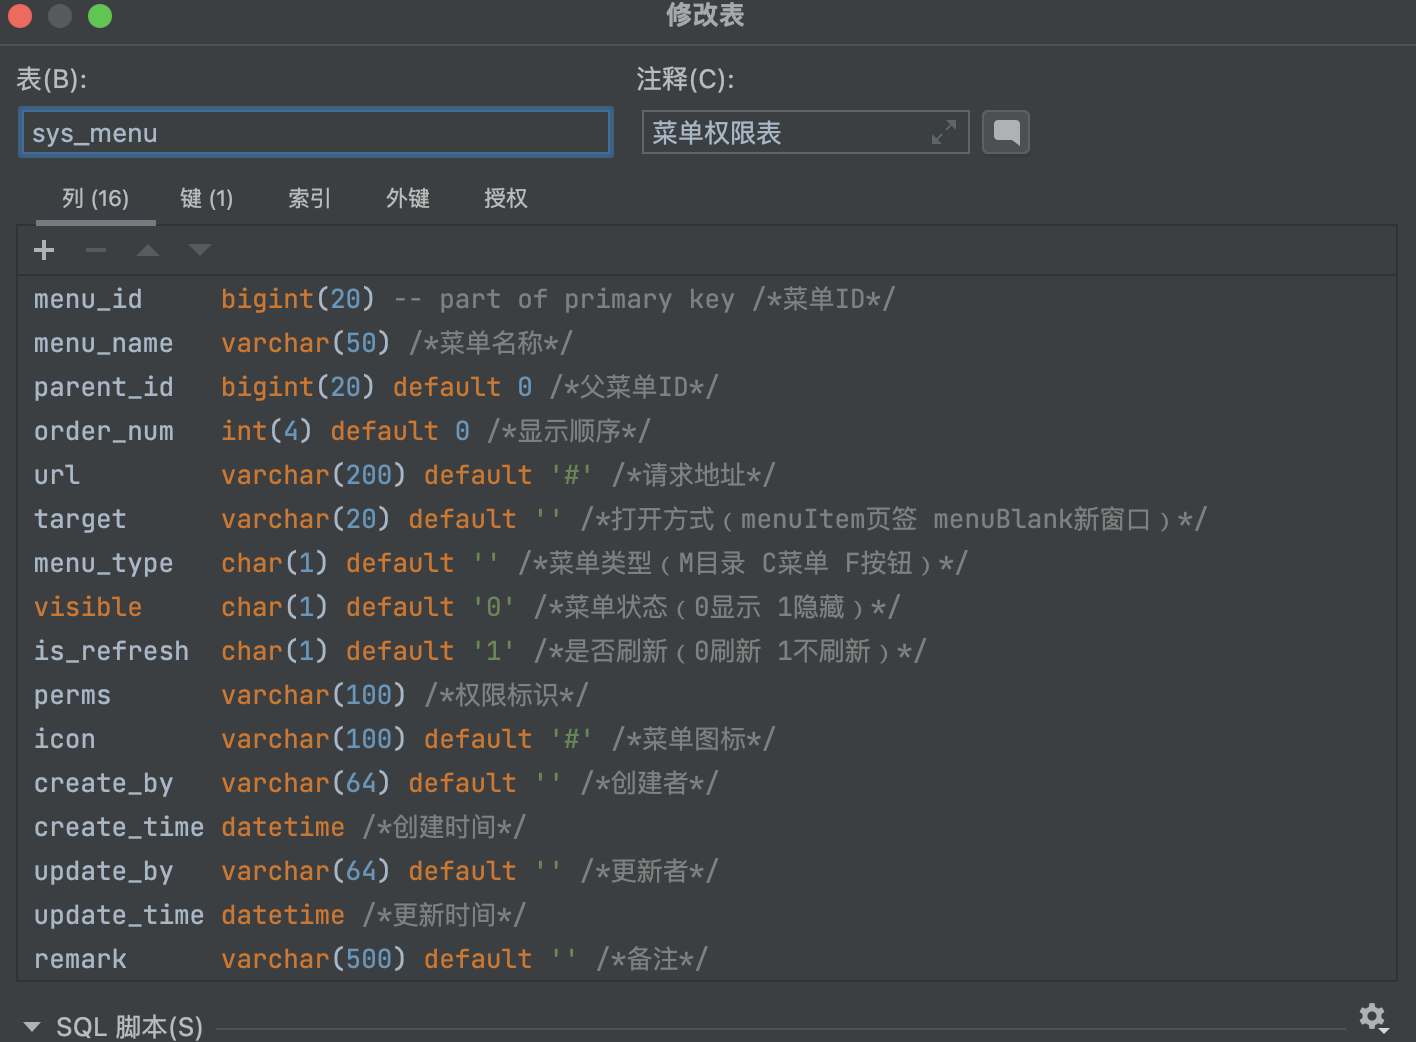 修改表
表(B):
注释(C):
sys_menu
菜单权限表
列 (16) 键 (1) 索引 外键 授权
menu_id bigint(20) -- part of primary key /*菜单ID*/
menu_name varchar(50) /*菜单名称*/
parent_id bigint(20) default 0 /*父菜单ID*/
order_num int(4) default 0 /*显示顺序*/
url varchar(200) default '#' /*请求地址*/
target varchar(20) default '' /*打开方式（menuItem页签 menuBlank新窗口）*/
menu_type char(1) default '' /*菜单类型（M目录 C菜单 F按钮）*/
visible char(1) default '0' /*菜单状态（0显示 1隐藏）*/
is_refresh char(1) default '1' /*是否刷新（0刷新 1不刷新）*/
perms varchar(100) /*权限标识*/
icon varchar(100) default '#' /*菜单图标*/
create_by varchar(64) default '' /*创建者*/
create_time datetime /*创建时间*/
update_by varchar(64) default '' /*更新者*/
update_time datetime /*更新时间*/
remark varchar(500) default '' /*备注*/
SQL 脚本(S)